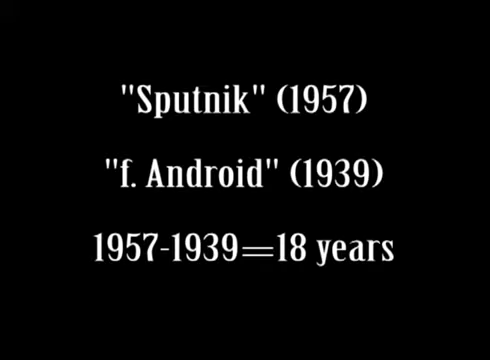 "Sputnik" (1957)
"f. Android" (1939)
1957-1939=18 years